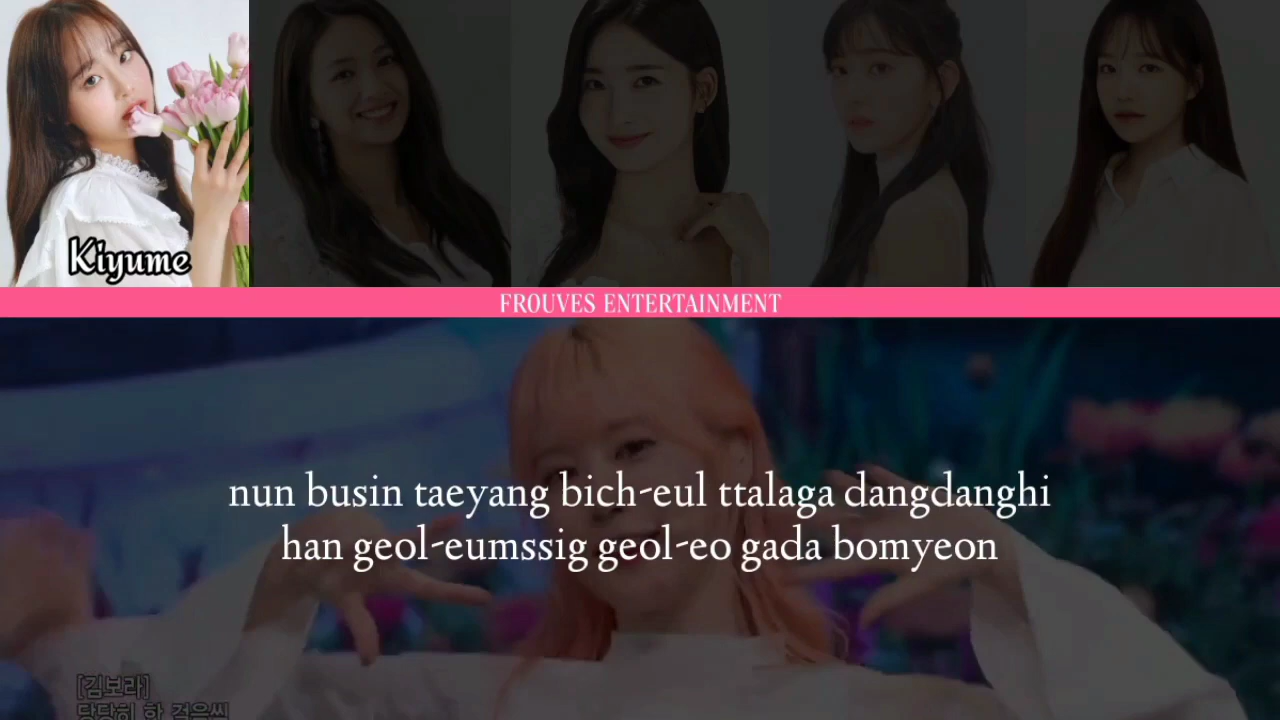 Kiyume
FROUVES ENTERTAINMENT
nun busin taeyang bich-eul ttalaga dangdanghi
han geol-eumssig geol-eo gada bomyeon
[김보라]
당당히 한 걸음씩